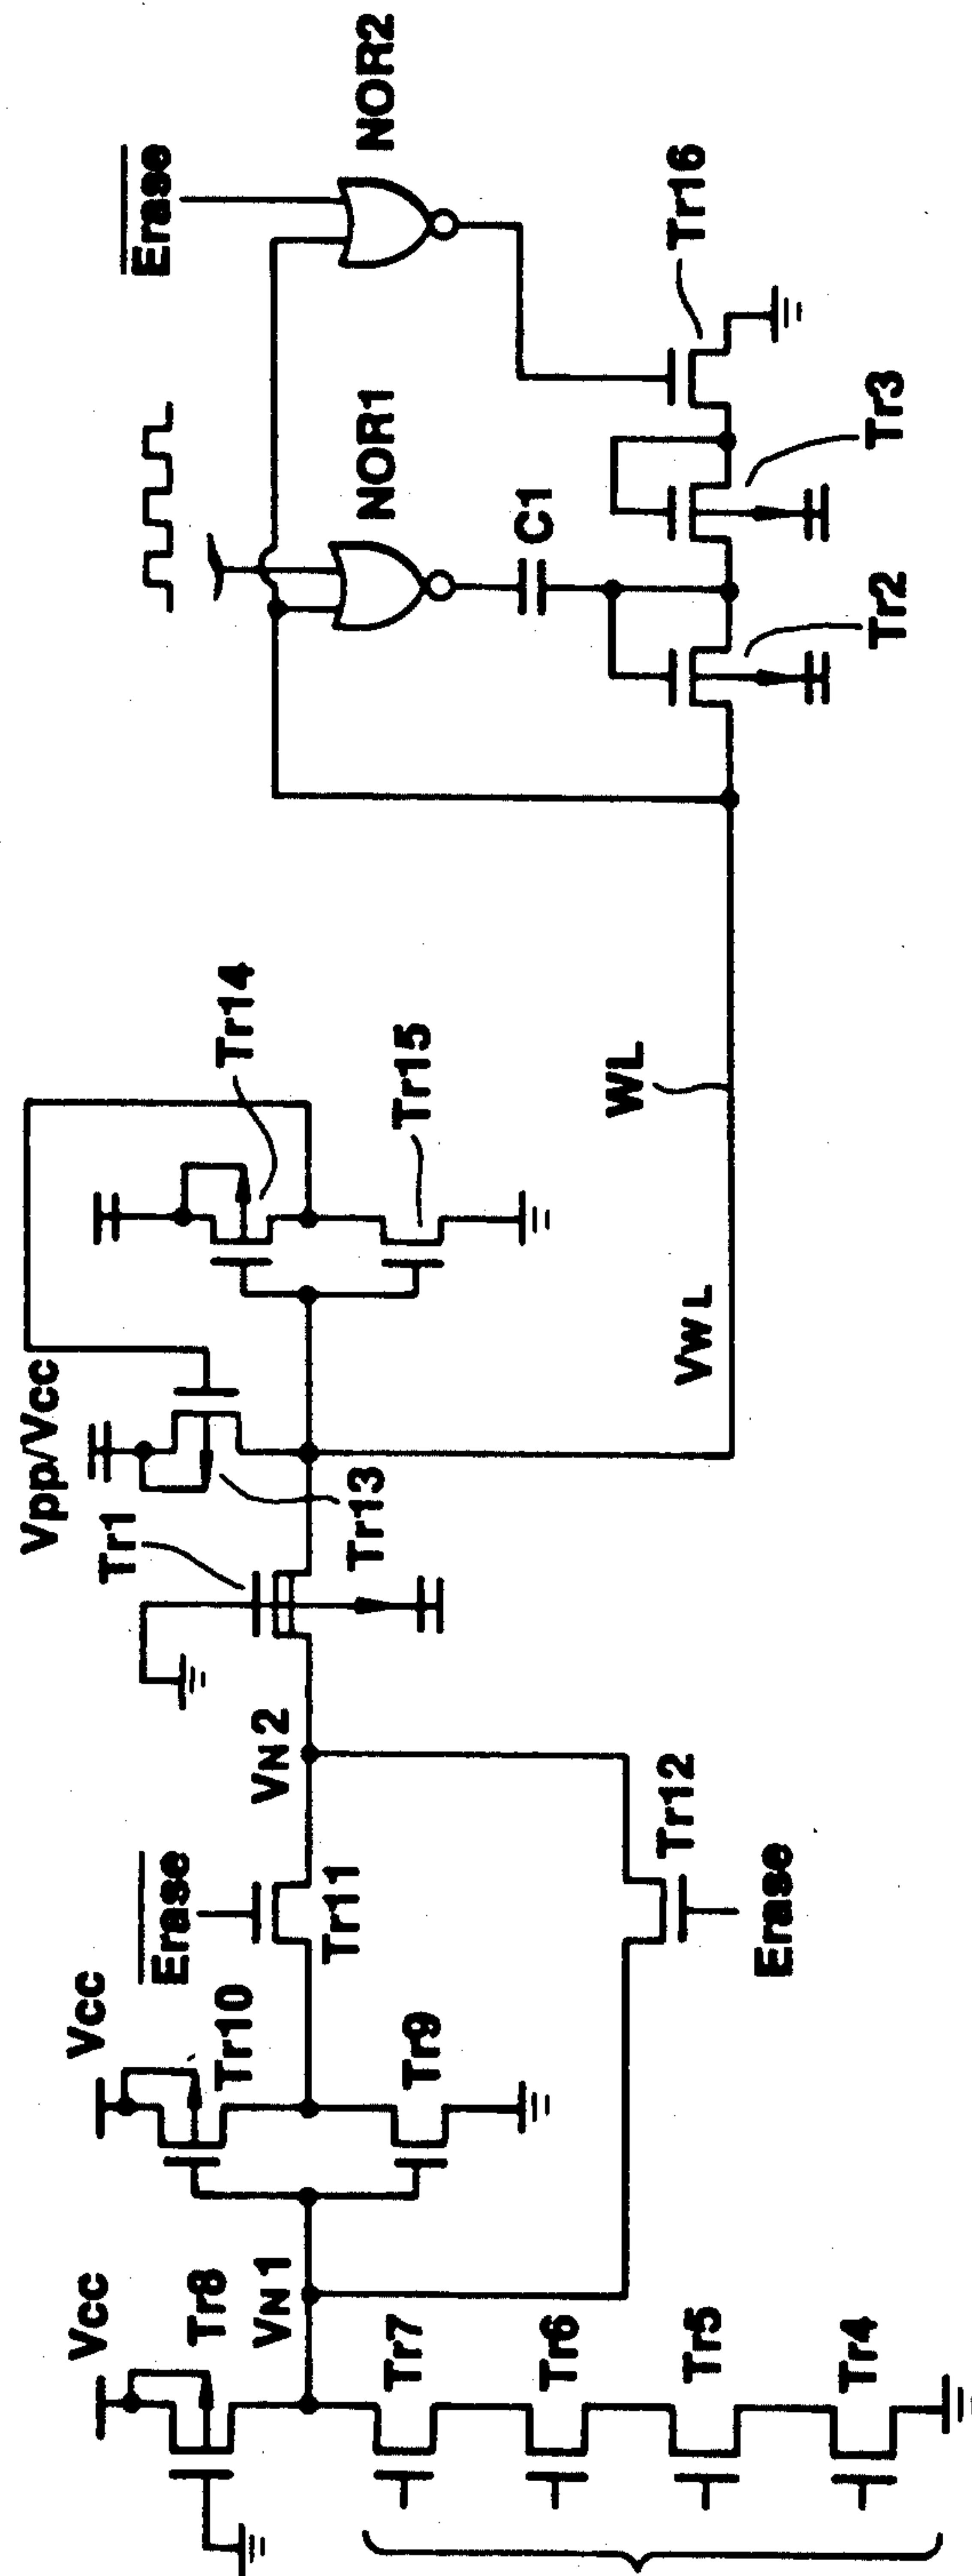 Vcc
Tr8
VN1
Tr7
Tr6
Tr5
Tr4
Vcc
Tr10
Tr9
Erase
Tr11
VN2
Tr12
Erase
Tr1
Vpp/Vcc
Tr13
Tr14
Tr15
VWL
WL
NOR1
C1
Tr2
Tr3
Erase
NOR2
Tr16